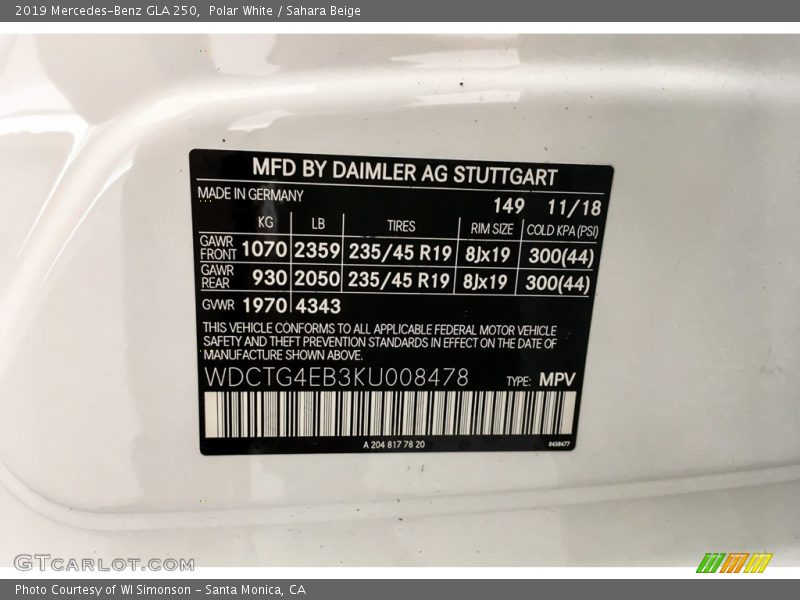 2019 Mercedes-Benz GLA 250, Polar White / Sahara Beige
MFD BY DAIMLER AG STUTTGART
MADE IN GERMANY
149 11/18
KG LB TIRES RIM SIZE COLD KPA(PSI)
GAWR FRONT 1070 2359 235/45 R19 8Jx19 300(44)
GAWR REAR 930 2050 235/45 R19 8Jx19 300(44)
GVWR 1970 4343
THIS VEHICLE CONFORMS TO ALL APPLICABLE FEDERAL MOTOR VEHICLE
SAFETY AND THEFT PREVENTION STANDARDS IN EFFECT ON THE DATE OF
MANUFACTURE SHOWN ABOVE.
WDCTG4EB3KU008478 TYPE: MPV
A 204 817 78 20
GTCARLOT.COM
Photo Courtesy of WI Simonson - Santa Monica, CA